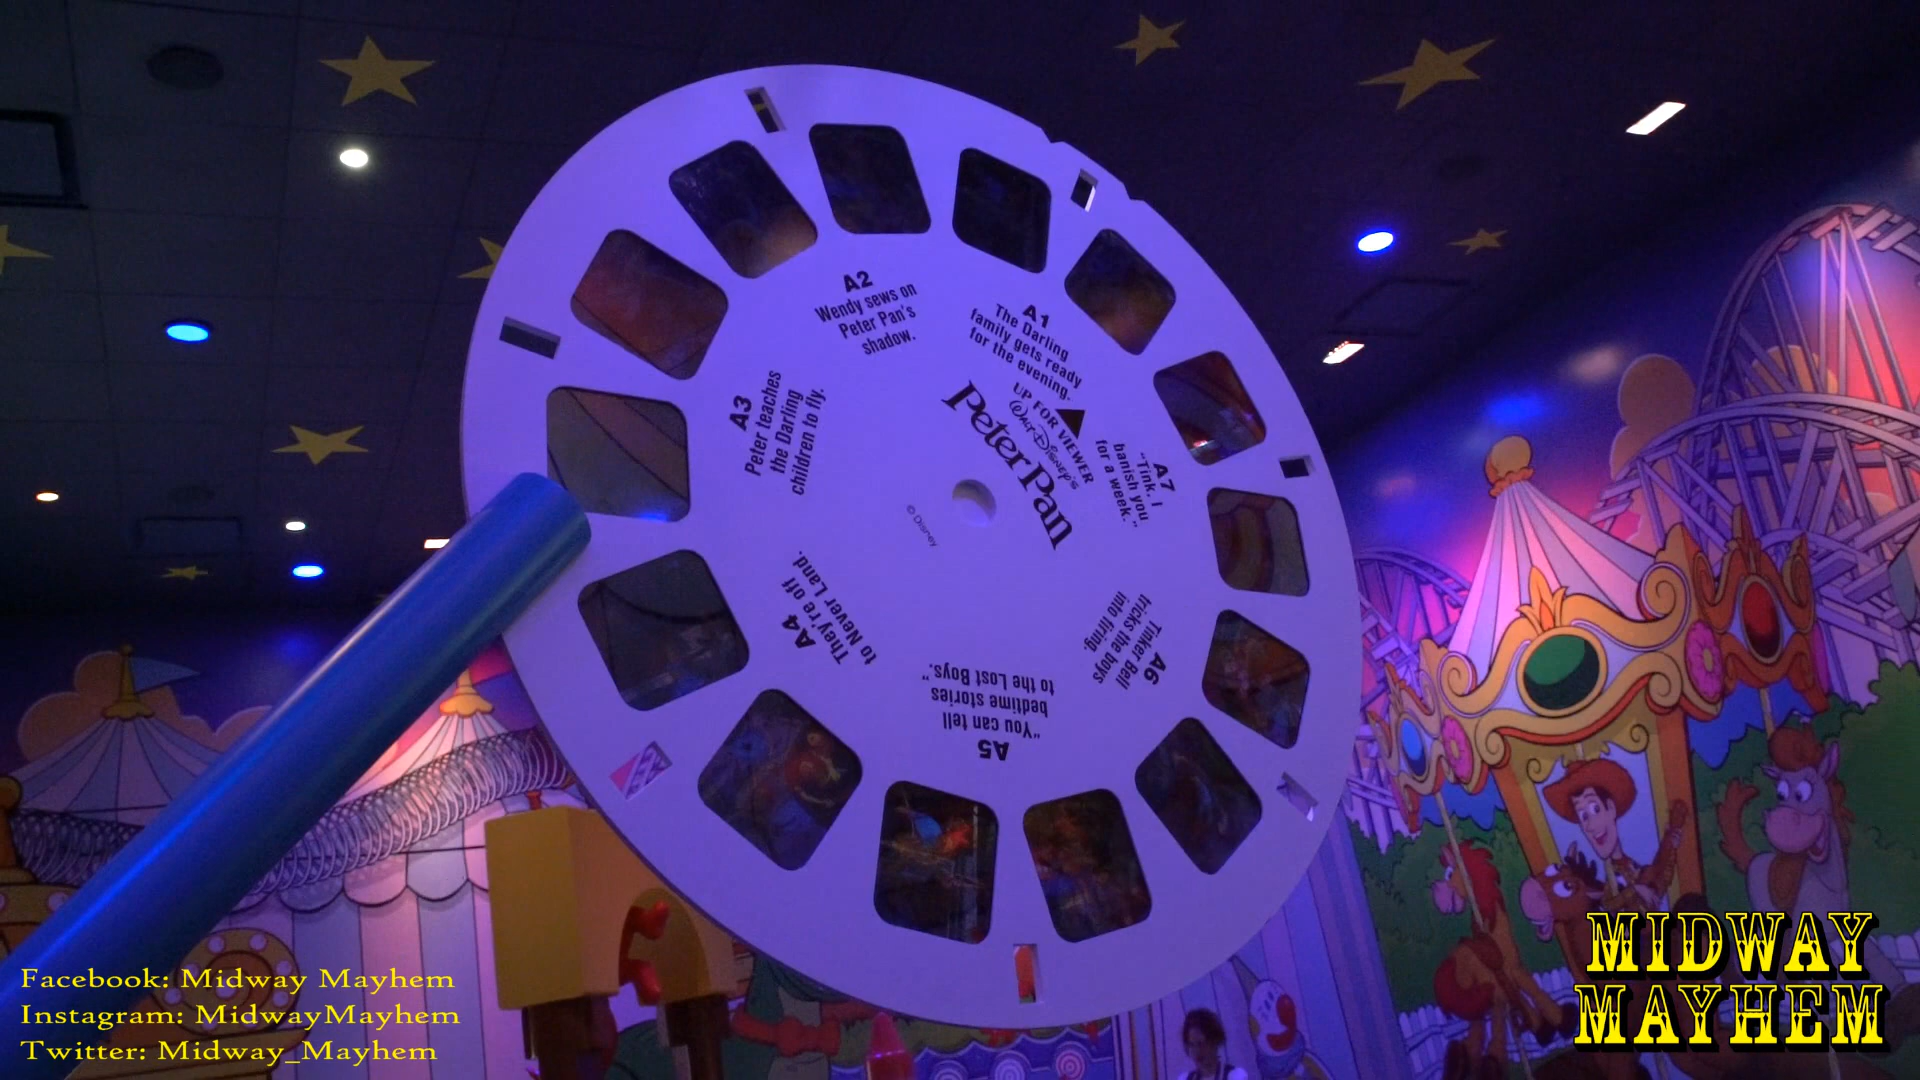 A1
The Darling
family gets ready
for the evening.
A2
Wendy sews on
Peter Pan's
shadow.
A3
Peter teaches
the Darling
children to fly.
A4
They're off
to Never Land.
A5
"You can tell
bedtime stories
to the Lost Boys."
A6
Tinker Bell
tricks the boys
into firing.
A7
"Tink, I
banish you
for a week."
UP FOR VIEWER
WALT DISNEY'S
Peter Pan
© Disney
Facebook: Midway Mayhem
Instagram: MidwayMayhem
Twitter: Midway_Mayhem
MIDWAY
MAYHEM